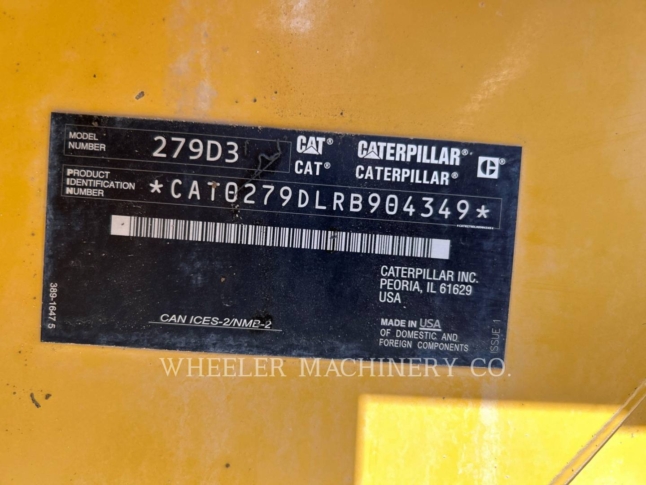 MODEL
NUMBER
279D3
CAT®
CAT®
CATERPILLAR®
CATERPILLAR®
C
PRODUCT
IDENTIFICATION
NUMBER
*CAT0279DLRB904349*
CATERPILLAR INC.
PEORIA, IL 61629
USA
389-1647 5
CAN ICES-2/NMB-2
MADE IN USA
OF DOMESTIC AND
FOREIGN COMPONENTS
ISSUE 1
WHEELER MACHINERY CO.